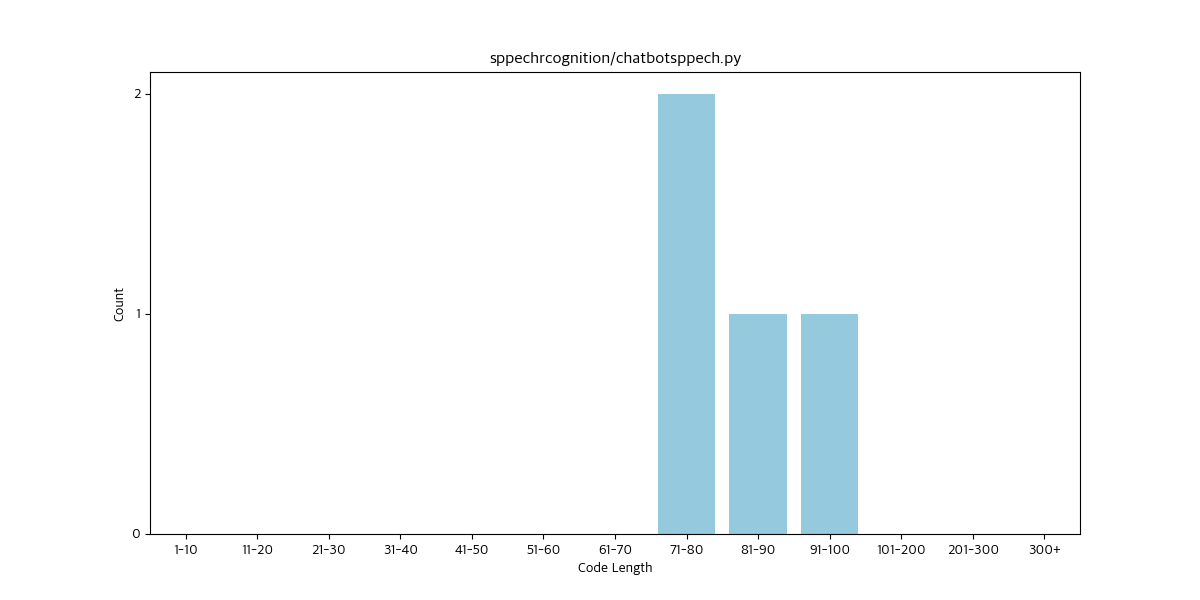 sppechrcognition/chatbotsppech.py
Count
2
1
0
1-10 11-20 21-30 31-40 41-50 51-60 61-70 71-80 81-90 91-100 101-200 201-300 300+
Code Length